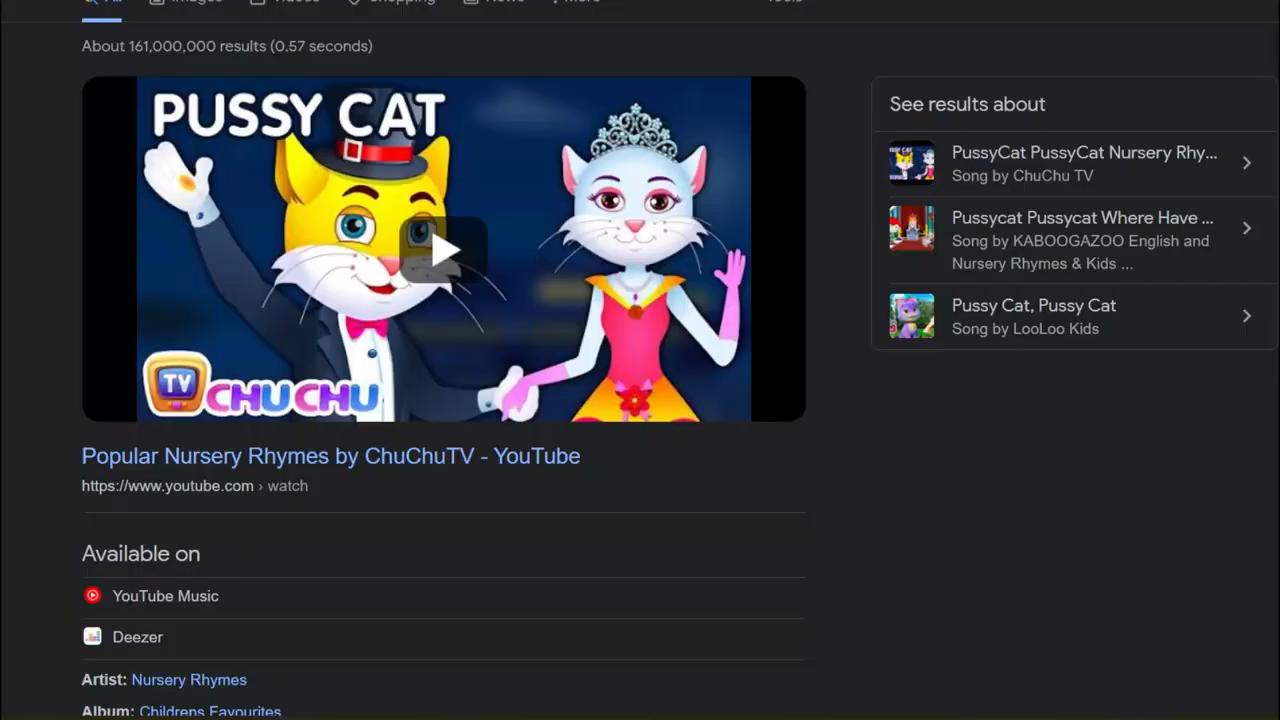 About 161,000,000 results (0.57 seconds)
PUSSY CAT
TV CHUCHU
Popular Nursery Rhymes by ChuChuTV - YouTube
https://www.youtube.com › watch
Available on
YouTube Music
Deezer
Artist: Nursery Rhymes
Album: Childrens Favourites
See results about
PussyCat PussyCat Nursery Rhy...
Song by ChuChu TV
Pussycat Pussycat Where Have ...
Song by KABOOGAZOO English and
Nursery Rhymes & Kids ...
Pussy Cat, Pussy Cat
Song by LooLoo Kids